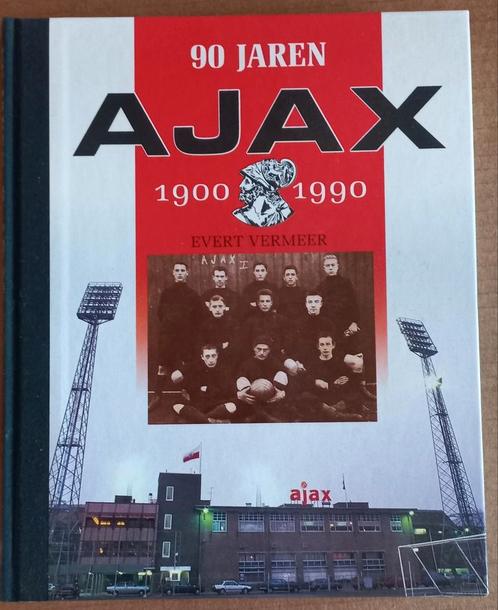 90 JAREN
AJAX
1900 1990
EVERT VERMEER
AJAX I
ajax